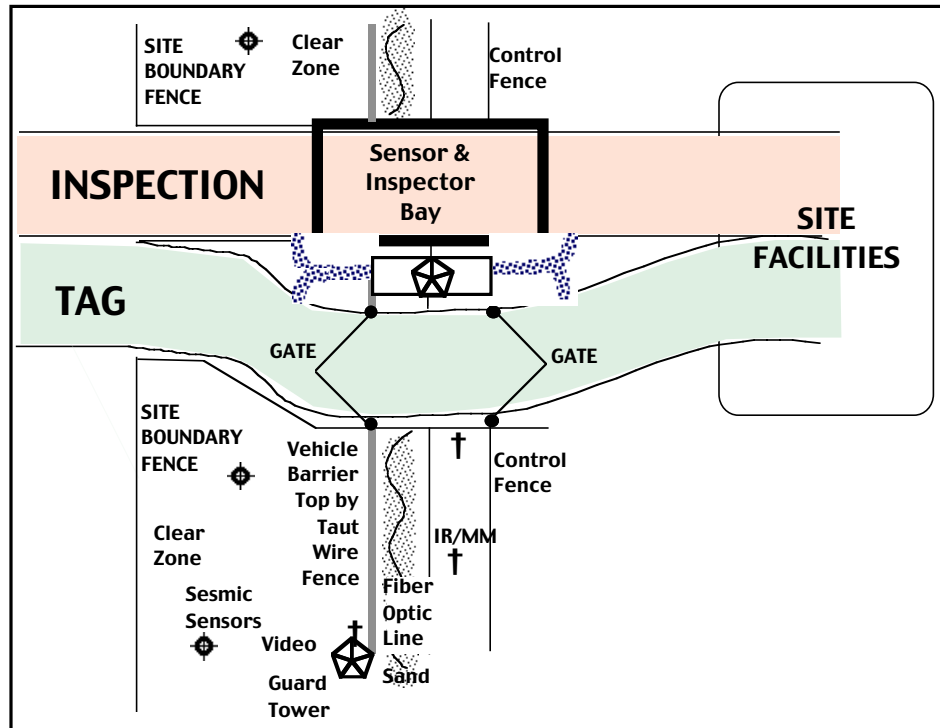 SITE
BOUNDARY
FENCE
Clear
Zone
Control
Fence
INSPECTION
Sensor &
Inspector
Bay
SITE
FACILITIES
TAG
GATE
GATE
SITE
BOUNDARY
FENCE
Vehicle
Barrier
Top by
Taut
Wire
Fence
Control
Fence
Clear
Zone
IR/MM
Sesmic
Sensors
Fiber
Optic
Line
Video
Guard
Tower
Sand